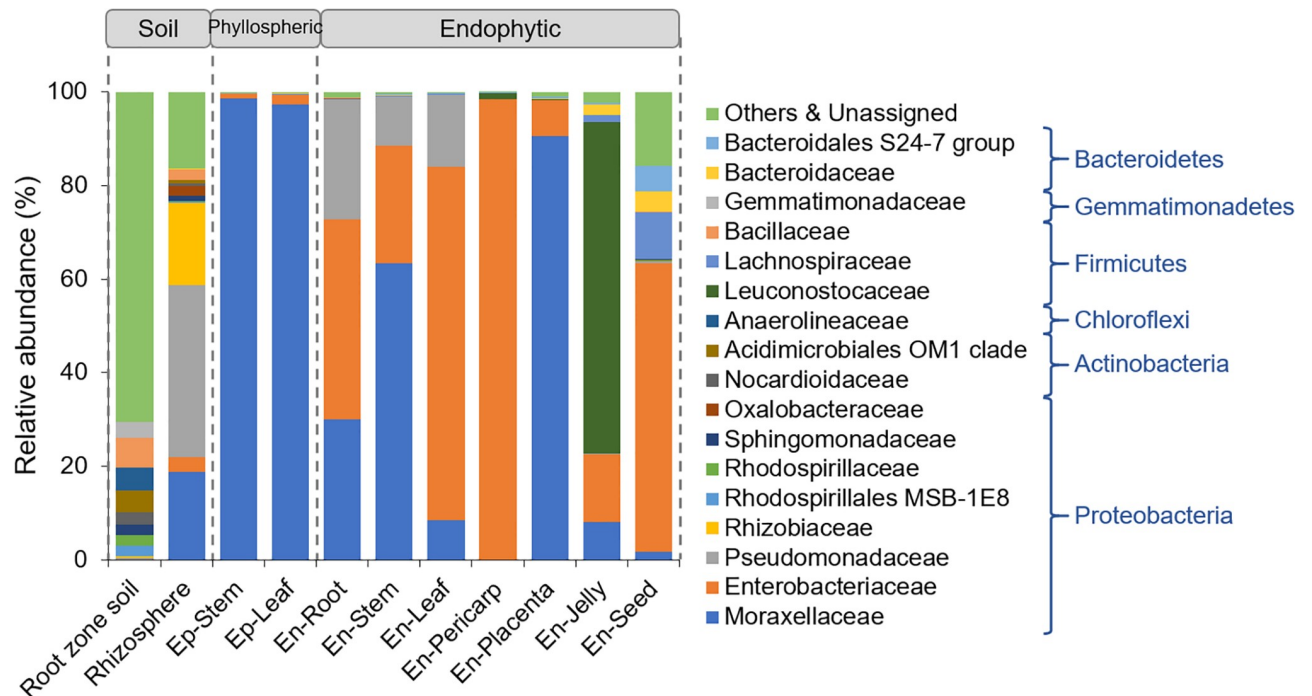 Soil
Phyllospheric
Endophytic
Relative abundance (%)
100
80
60
40
20
0
Root zone soil
Rhizosphere
Ep-Stem
Ep-Leaf
En-Root
En-Stem
En-Leaf
En-Pericarp
En-Placenta
En-Jelly
En-Seed
Others & Unassigned
Bacteroidales S24-7 group
Bacteroidaceae
Gemmatimonadaceae
Bacillaceae
Lachnospiraceae
Leuconostocaceae
Anaerolineaceae
Acidimicrobiales OM1 clade
Nocardioidaceae
Oxalobacteraceae
Sphingomonadaceae
Rhodospirillaceae
Rhodospirillales MSB-1E8
Rhizobiaceae
Pseudomonadaceae
Enterobacteriaceae
Moraxellaceae
Bacteroidetes
Gemmatimonadetes
Firmicutes
Chloroflexi
Actinobacteria
Proteobacteria